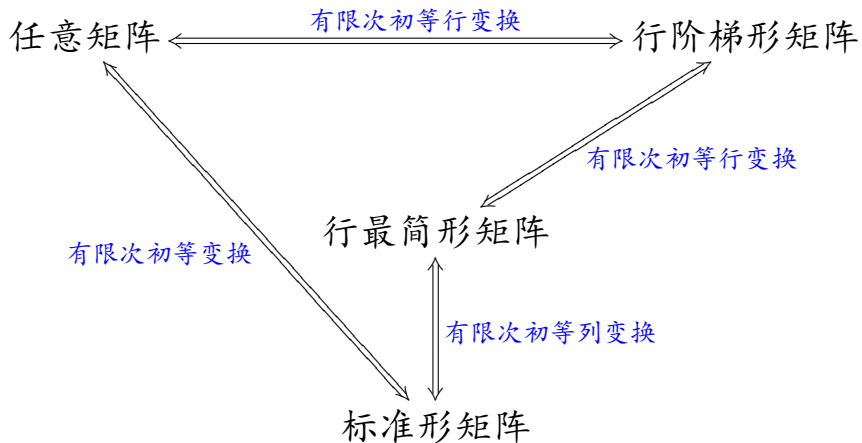 有限次初等行变换
任意矩阵
行阶梯形矩阵
有限次初等行变换
行最简形矩阵
有限次初等变换
有限次初等列变换
标准形矩阵